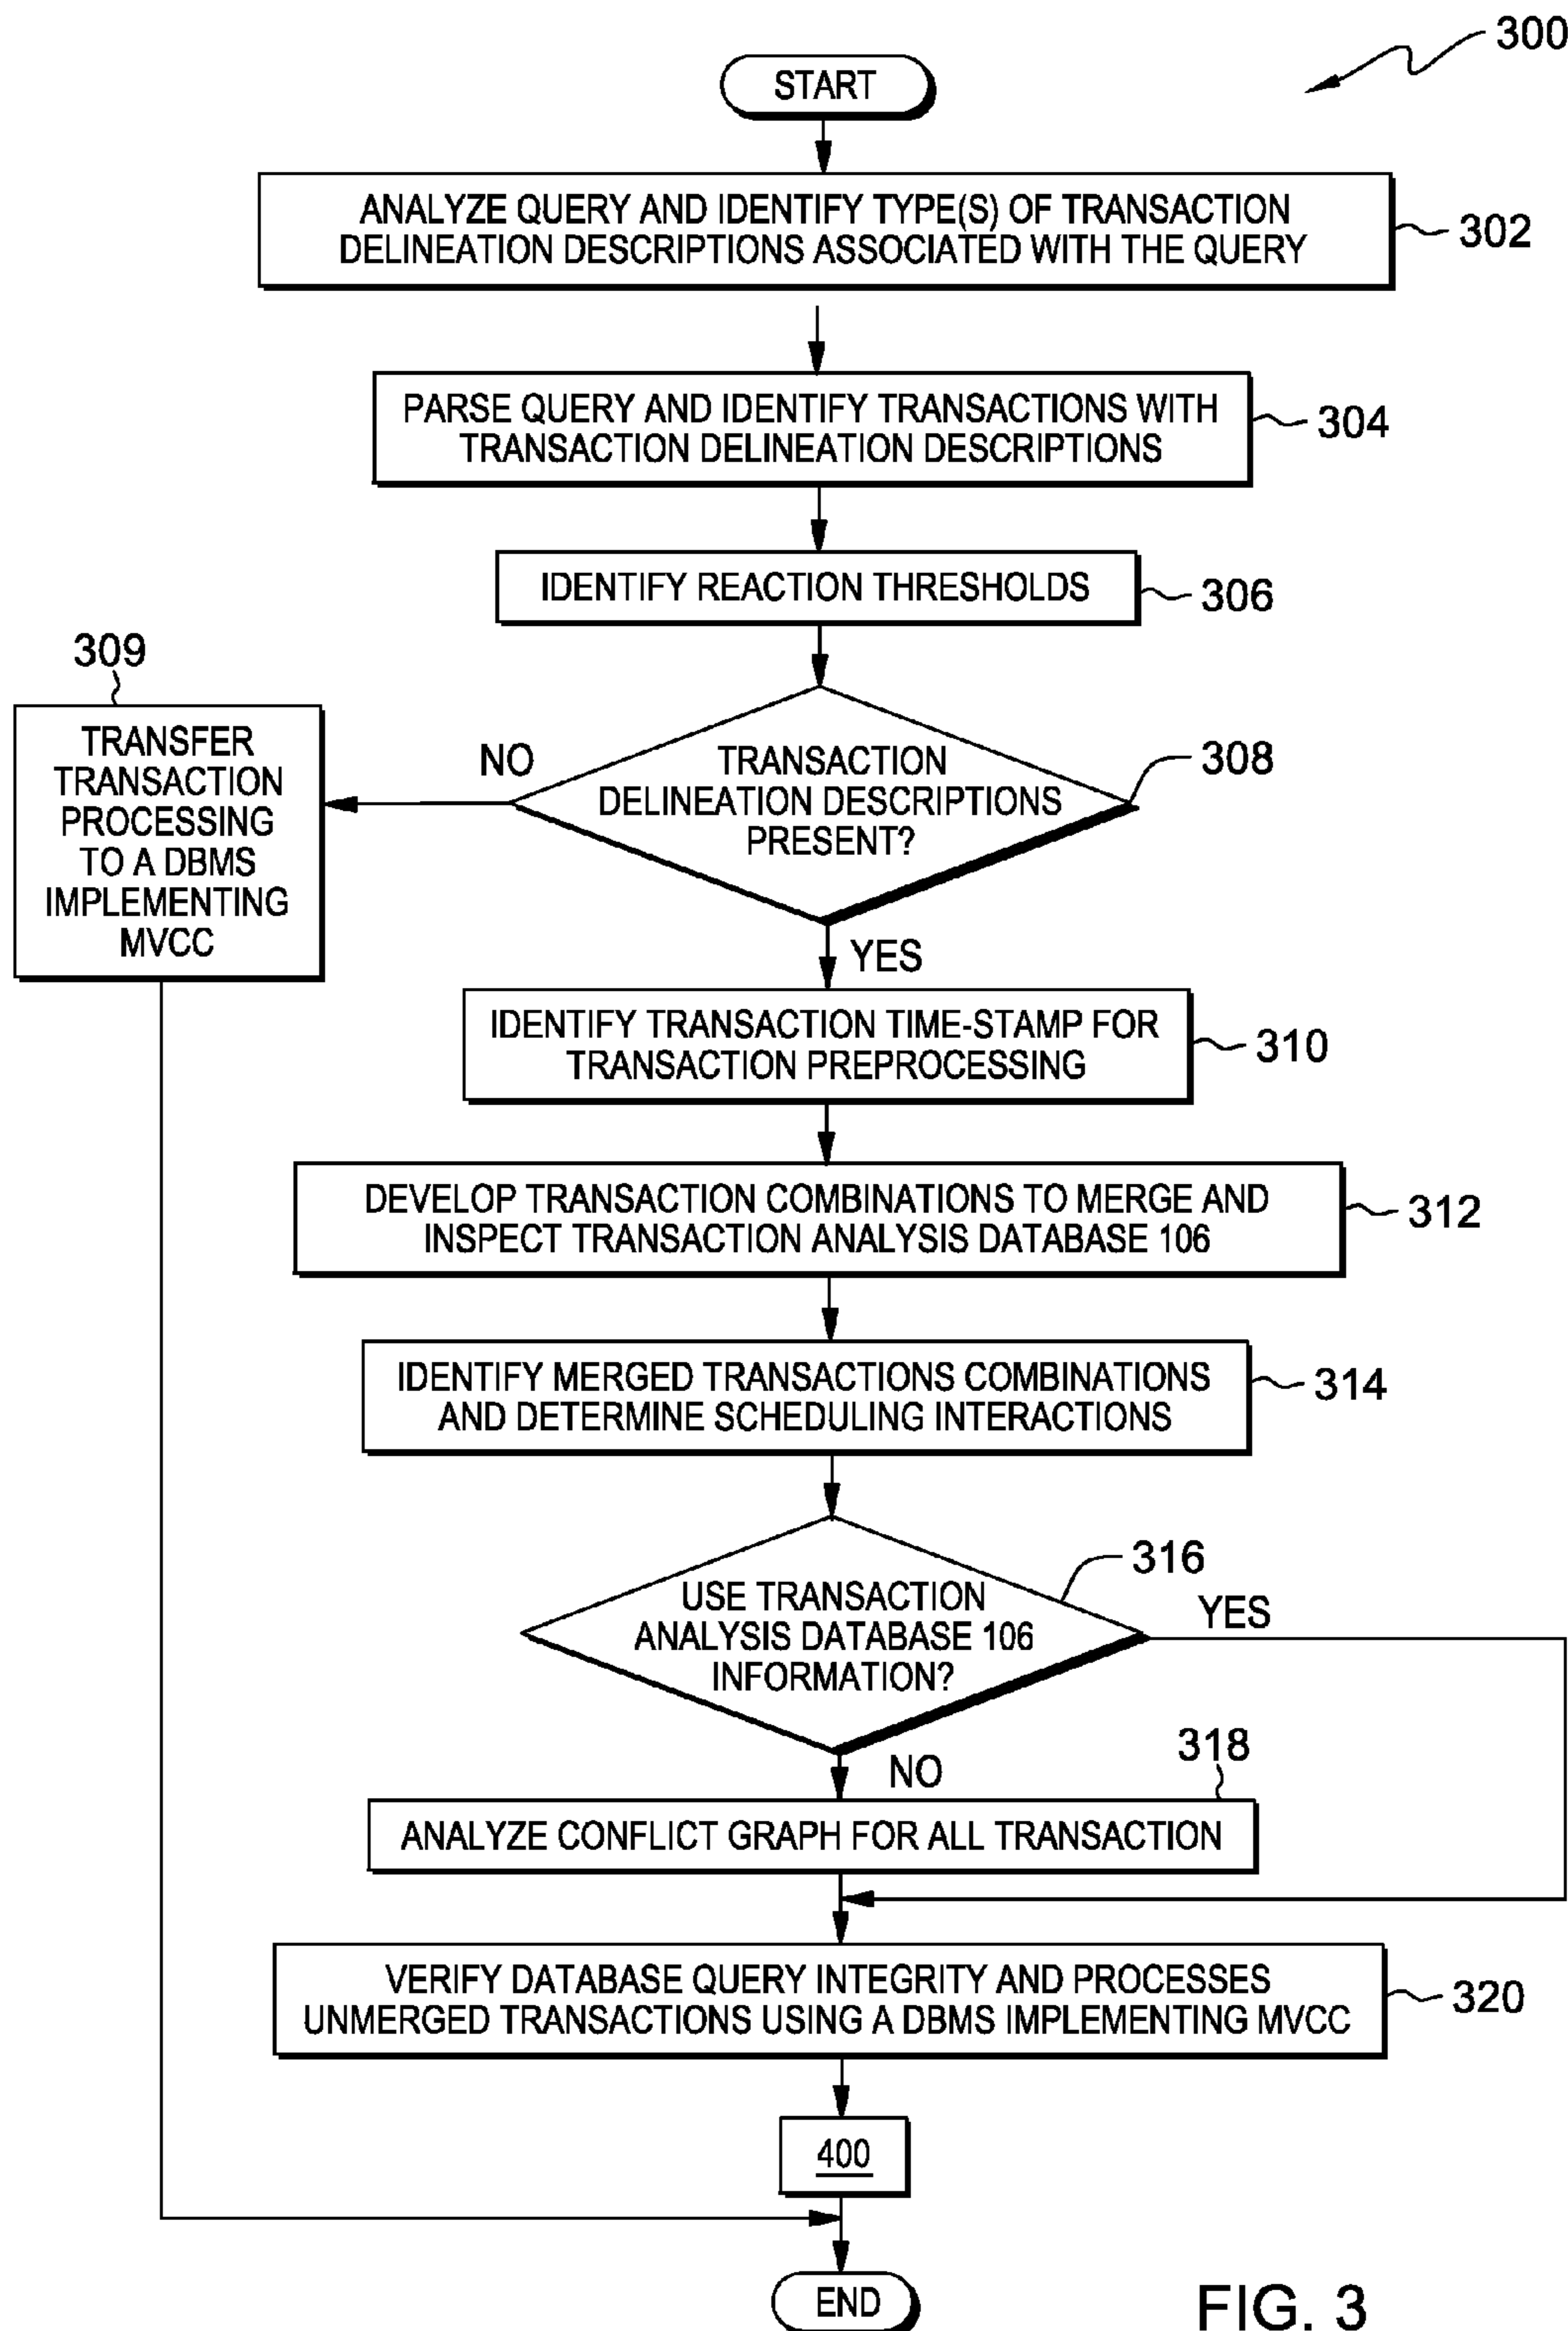 300
START
ANALYZE QUERY AND IDENTIFY TYPE(S) OF TRANSACTION
DELINEATION DESCRIPTIONS ASSOCIATED WITH THE QUERY
302
PARSE QUERY AND IDENTIFY TRANSACTIONS WITH
TRANSACTION DELINEATION DESCRIPTIONS
304
IDENTIFY REACTION THRESHOLDS
306
309
TRANSFER
TRANSACTION
PROCESSING
TO A DBMS
IMPLEMENTING
MVCC
NO
TRANSACTION
DELINEATION DESCRIPTIONS
PRESENT?
308
YES
IDENTIFY TRANSACTION TIME-STAMP FOR
TRANSACTION PREPROCESSING
310
DEVELOP TRANSACTION COMBINATIONS TO MERGE AND
INSPECT TRANSACTION ANALYSIS DATABASE 106
312
IDENTIFY MERGED TRANSACTIONS COMBINATIONS
AND DETERMINE SCHEDULING INTERACTIONS
314
USE TRANSACTION
ANALYSIS DATABASE 106
INFORMATION?
316
YES
NO
318
ANALYZE CONFLICT GRAPH FOR ALL TRANSACTION
VERIFY DATABASE QUERY INTEGRITY AND PROCESSES
UNMERGED TRANSACTIONS USING A DBMS IMPLEMENTING MVCC
320
400
END
FIG. 3